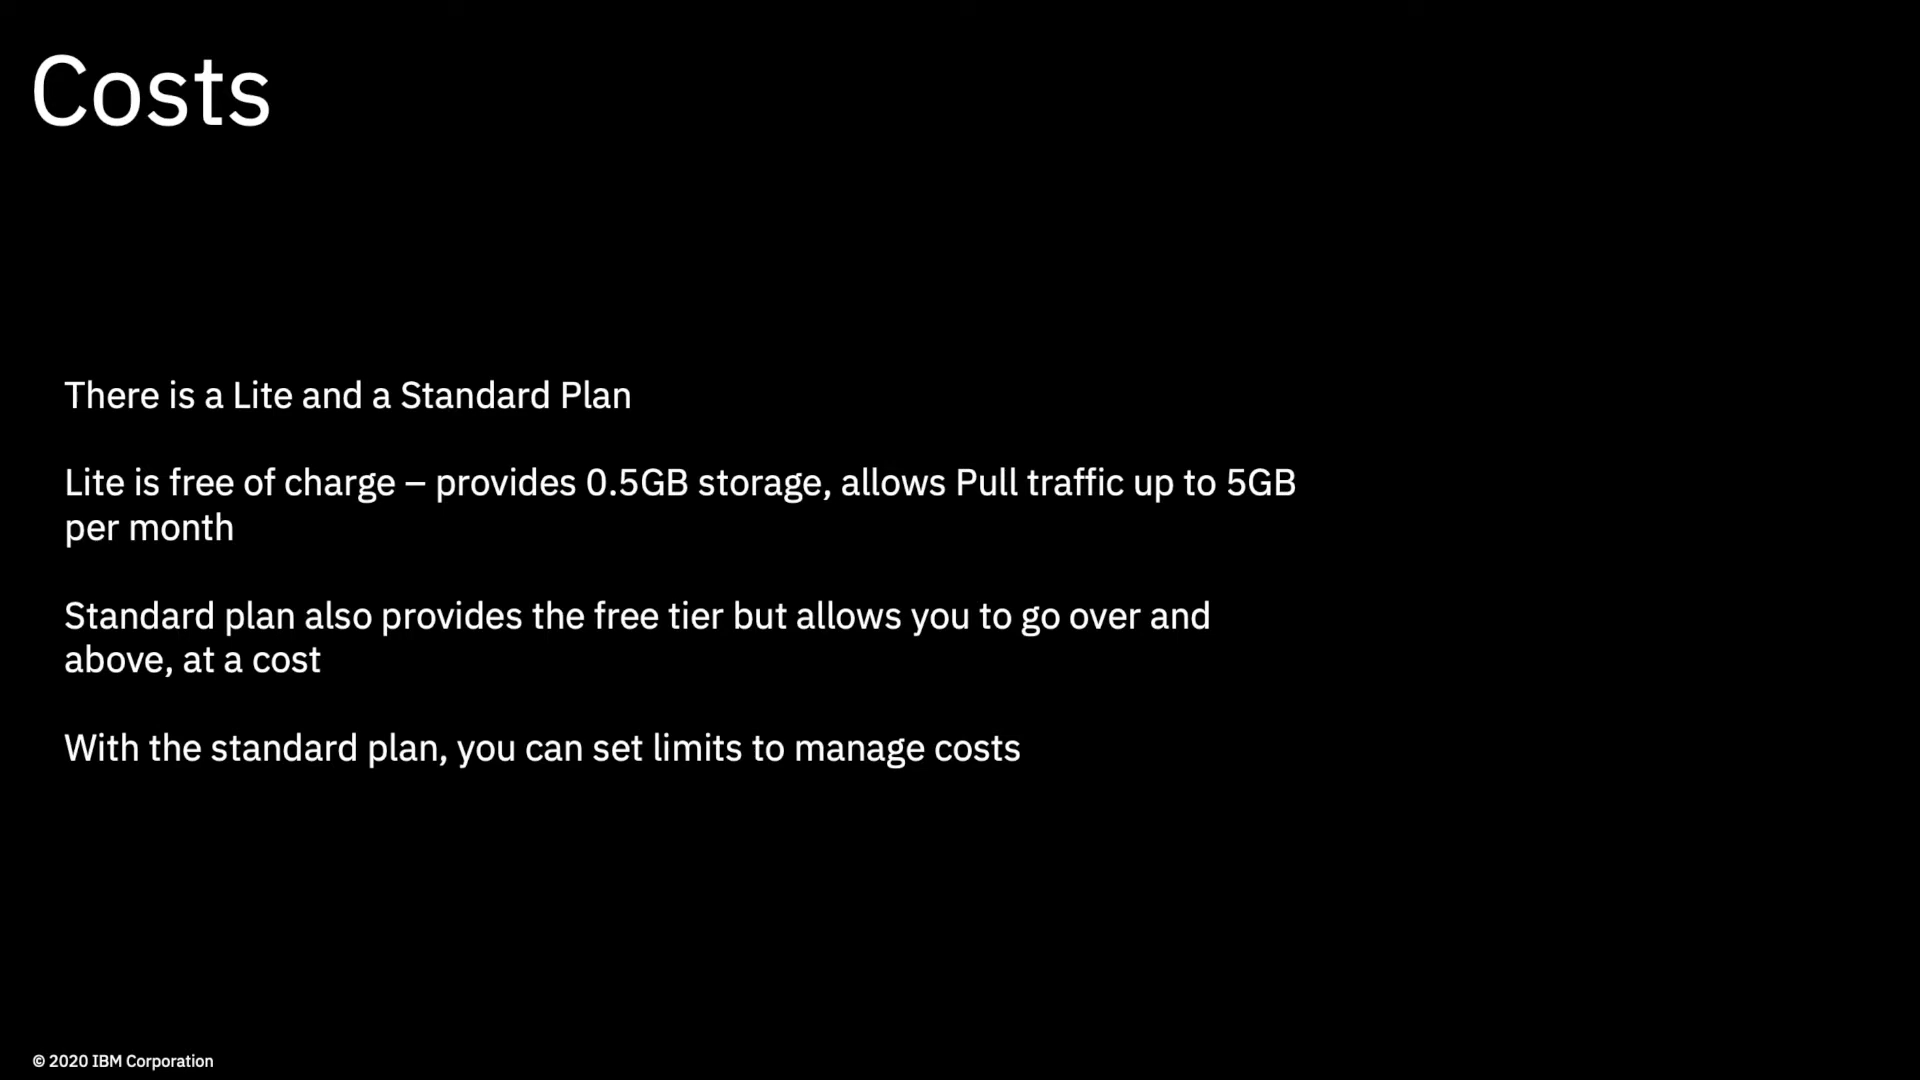 Costs
There is a Lite and a Standard Plan
Lite is free of charge – provides 0.5GB storage, allows Pull traffic up to 5GB
per month
Standard plan also provides the free tier but allows you to go over and
above, at a cost
With the standard plan, you can set limits to manage costs
© 2020 IBM Corporation